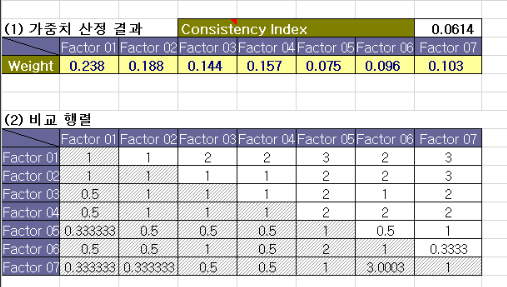 (1) 가중치 산정 결과 Consistency Index 0.0614
Factor 01 Factor 02 Factor 03 Factor 04 Factor 05 Factor 06 Factor 07
Weight 0.238 0.188 0.144 0.157 0.075 0.096 0.103
(2) 비교 행렬
Factor 01 Factor 02 Factor 03 Factor 04 Factor 05 Factor 06 Factor 07
Factor 01 1 1 2 2 3 2 3
Factor 02 1 1 1 1 2 2 3
Factor 03 0.5 1 1 1 2 1 2
Factor 04 0.5 1 1 1 2 2 2
Factor 05 0.333333 0.5 0.5 0.5 1 0.5 1
Factor 06 0.5 0.5 1 0.5 2 1 0.3333
Factor 07 0.333333 0.333333 0.5 0.5 1 3.0003 1